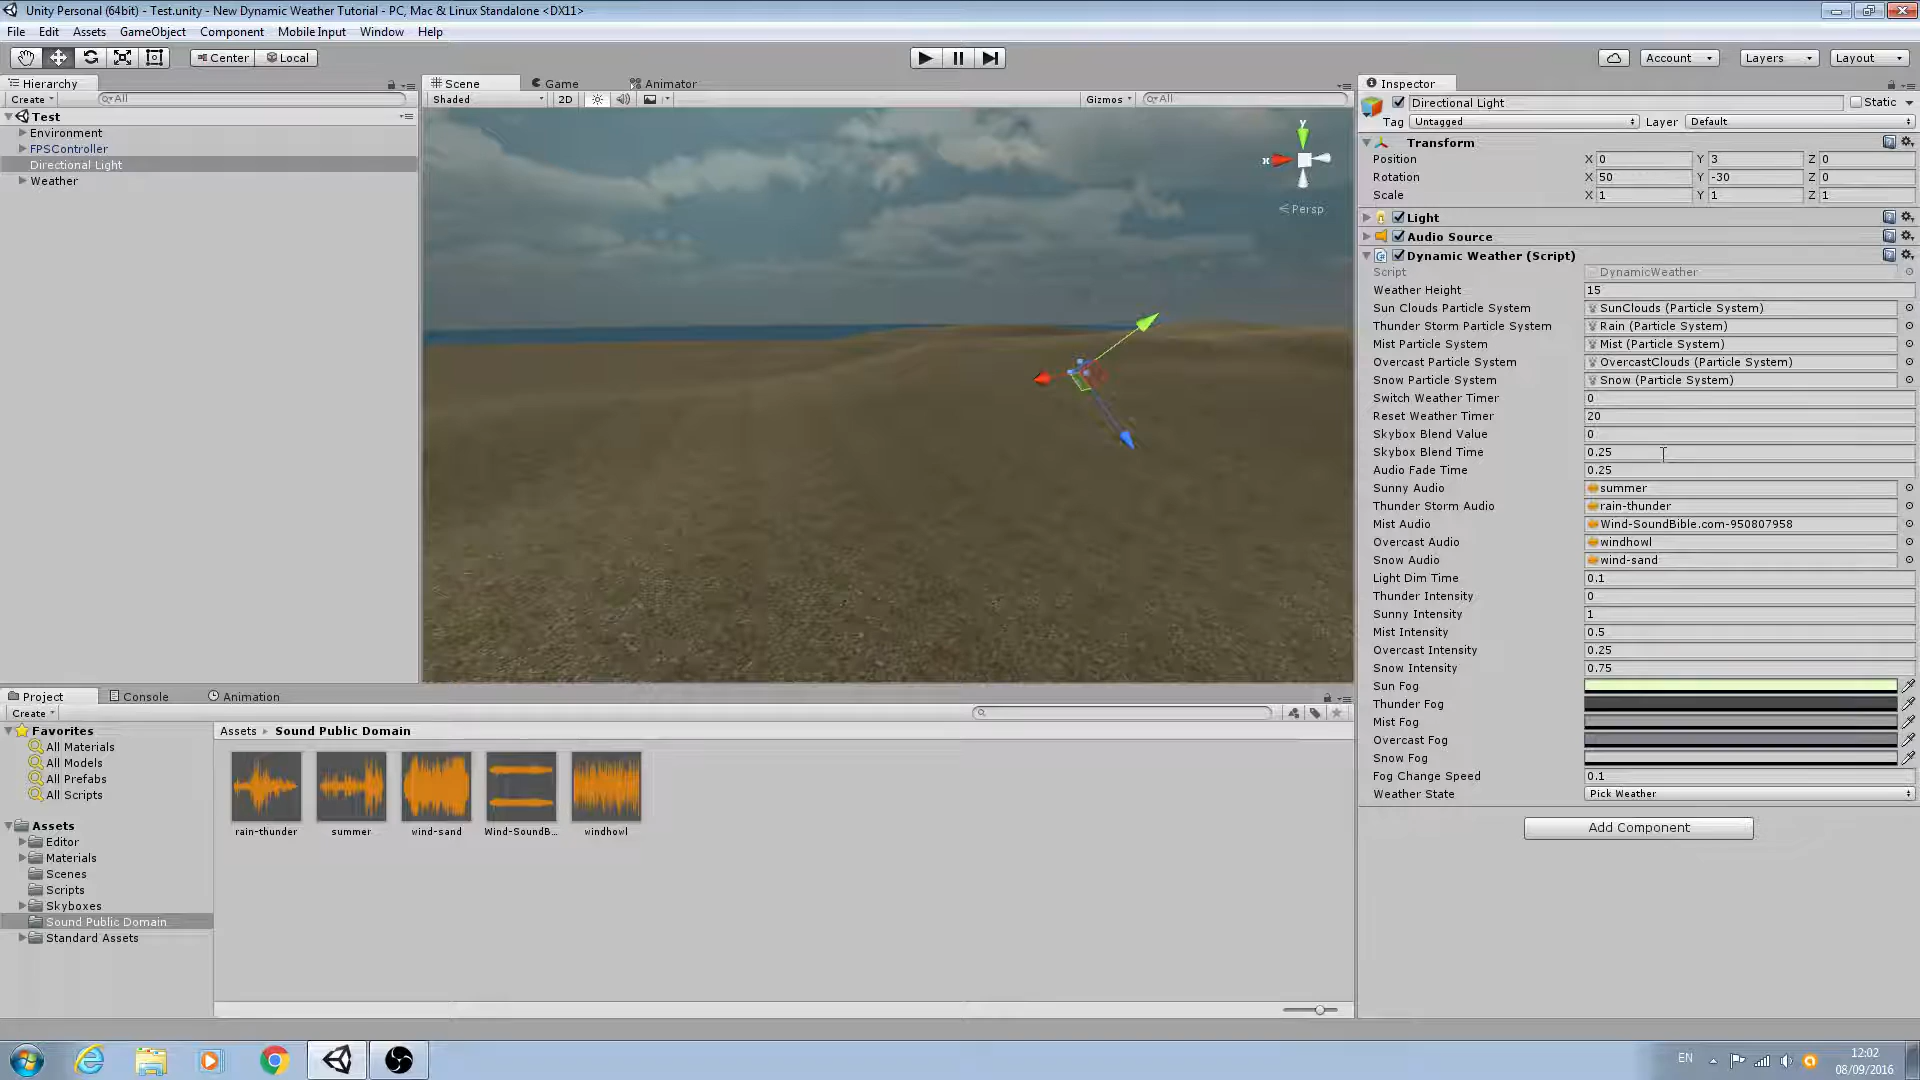 Unity Personal (64bit) - Test.unity - New Dynamic Weather Tutorial - PC, Mac & Linux Standalone <DX11>
File Edit Assets GameObject Component Mobile Input Window Help
Center Local Account Layers Layout
Hierarchy
Create All
Test
Environment
FPSController
Directional Light
Weather
Scene Game Animator
Shaded 2D Gizmos All
y
x
Persp
Inspector
Directional Light Static
Tag Untagged Layer Default
Transform
Position X 0 Y 3 Z 0
Rotation X 50 Y -30 Z 0
Scale X 1 Y 1 Z 1
Light
Audio Source
Dynamic Weather (Script)
Script DynamicWeather
Weather Height 15
Sun Clouds Particle System SunClouds (Particle System)
Thunder Storm Particle System Rain (Particle System)
Mist Particle System Mist (Particle System)
Overcast Particle System OvercastClouds (Particle System)
Snow Particle System Snow (Particle System)
Switch Weather Timer 0
Reset Weather Timer 20
Skybox Blend Value 0
Skybox Blend Time 0.25
Audio Fade Time 0.25
Sunny Audio summer
Thunder Storm Audio rain-thunder
Mist Audio Wind-SoundBible.com-950807958
Overcast Audio windhowl
Snow Audio wind-sand
Light Dim Time 0.1
Thunder Intensity 0
Sunny Intensity 1
Mist Intensity 0.5
Overcast Intensity 0.25
Snow Intensity 0.75
Sun Fog
Thunder Fog
Mist Fog
Overcast Fog
Snow Fog
Fog Change Speed 0.1
Weather State Pick Weather
Add Component
Project Console Animation
Create
Favorites
All Materials
All Models
All Prefabs
All Scripts
Assets
Editor
Materials
Scenes
Scripts
Skyboxes
Sound Public Domain
Standard Assets
Assets Sound Public Domain
rain-thunder summer wind-sand Wind-SoundB... windhowl
EN
12:02
08/09/2016